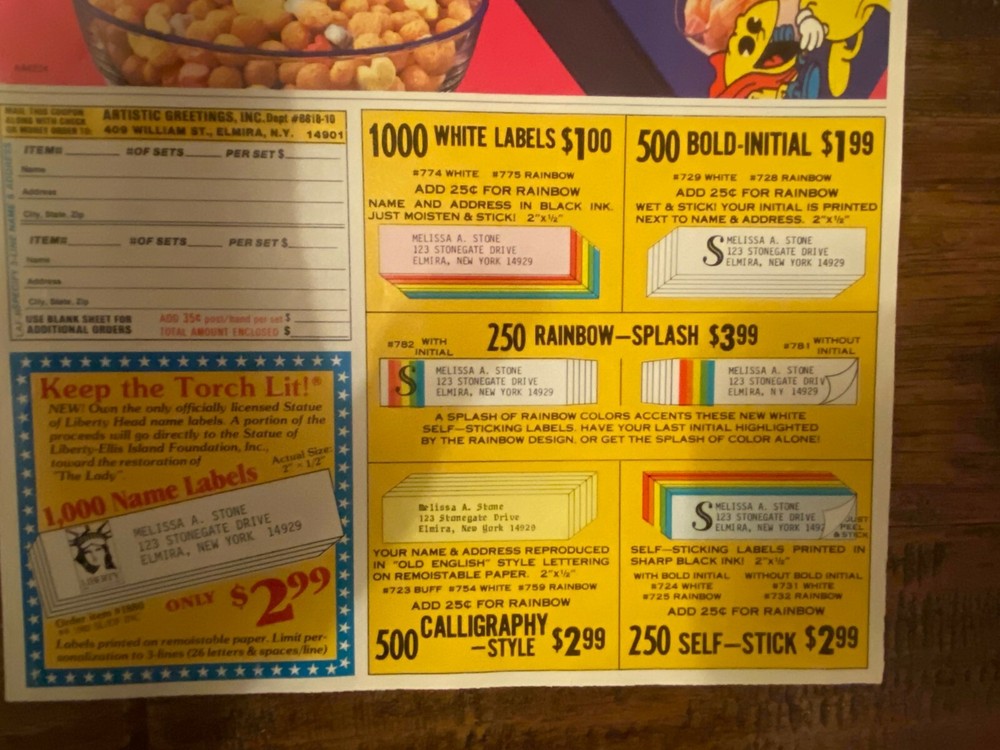 MAIL THIS COUPON
ALONG WITH CHECK
OR MONEY ORDER TO:
ARTISTIC GREETINGS, INC. Dept #6818-10
409 WILLIAM ST., ELMIRA, N.Y. 14901
ITEM# #OF SETS PER SET $
Name
Address
City, State, Zip
ITEM# #OF SETS PER SET $
Name
Address
City, State, Zip
USE BLANK SHEET FOR
ADDITIONAL ORDERS
ADD 35¢ post/hand per set $
TOTAL AMOUNT ENCLOSED $
Keep the Torch Lit!®
NEW! Own the only officially licensed Statue
of Liberty Head name labels. A portion of the
proceeds will go directly to the Statue of
Liberty-Ellis Island Foundation, Inc.,
toward the restoration of
"The Lady".
Actual Size:
2" × 1/2"
1,000 Name Labels
MELISSA A. STONE
123 STONEGATE DRIVE
ELMIRA, NEW YORK 14929
LIBERTY
ONLY $2.99
Order Item #1880
Labels printed on remoistable paper. Limit per-
sonalization to 3-lines (26 letters & spaces/line)
1000 WHITE LABELS $1.00
#774 WHITE #775 RAINBOW
ADD 25¢ FOR RAINBOW
NAME AND ADDRESS IN BLACK INK.
JUST MOISTEN & STICK! 2"x½"
MELISSA A. STONE
123 STONEGATE DRIVE
ELMIRA, NEW YORK 14929
500 BOLD-INITIAL $1.99
#729 WHITE #728 RAINBOW
ADD 25¢ FOR RAINBOW
WET & STICK! YOUR INITIAL IS PRINTED
NEXT TO NAME & ADDRESS. 2"x½"
S
MELISSA A. STONE
123 STONEGATE DRIVE
ELMIRA, NEW YORK 14929
250 RAINBOW—SPLASH $3.99
#782 WITH
INITIAL
#781 WITHOUT
INITIAL
S
MELISSA A. STONE
123 STONEGATE DRIVE
ELMIRA, NEW YORK 14929
MELISSA A. STONE
123 STONEGATE DRIV
ELMIRA, NY 14929
A SPLASH OF RAINBOW COLORS ACCENTS THESE NEW WHITE
SELF—STICKING LABELS. HAVE YOUR LAST INITIAL HIGHLIGHTED
BY THE RAINBOW DESIGN, OR GET THE SPLASH OF COLOR ALONE!
Melissa A. Stone
123 Stonegate Drive
Elmira, New York 14929
YOUR NAME & ADDRESS REPRODUCED
IN "OLD ENGLISH" STYLE LETTERING
ON REMOISTABLE PAPER. 2"x½"
#723 BUFF #754 WHITE #759 RAINBOW
ADD 25¢ FOR RAINBOW
500 CALLIGRAPHY
—STYLE $2.99
S
MELISSA A. STONE
123 STONEGATE DRIVE
ELMIRA, NEW YORK 1492
JUST
PEEL
& STICK
SELF—STICKING LABELS PRINTED IN
SHARP BLACK INK! 2"x½"
WITH BOLD INITIAL WITHOUT BOLD INITIAL
#724 WHITE #731 WHITE
#725 RAINBOW #732 RAINBOW
ADD 25¢ FOR RAINBOW
250 SELF—STICK $2.99